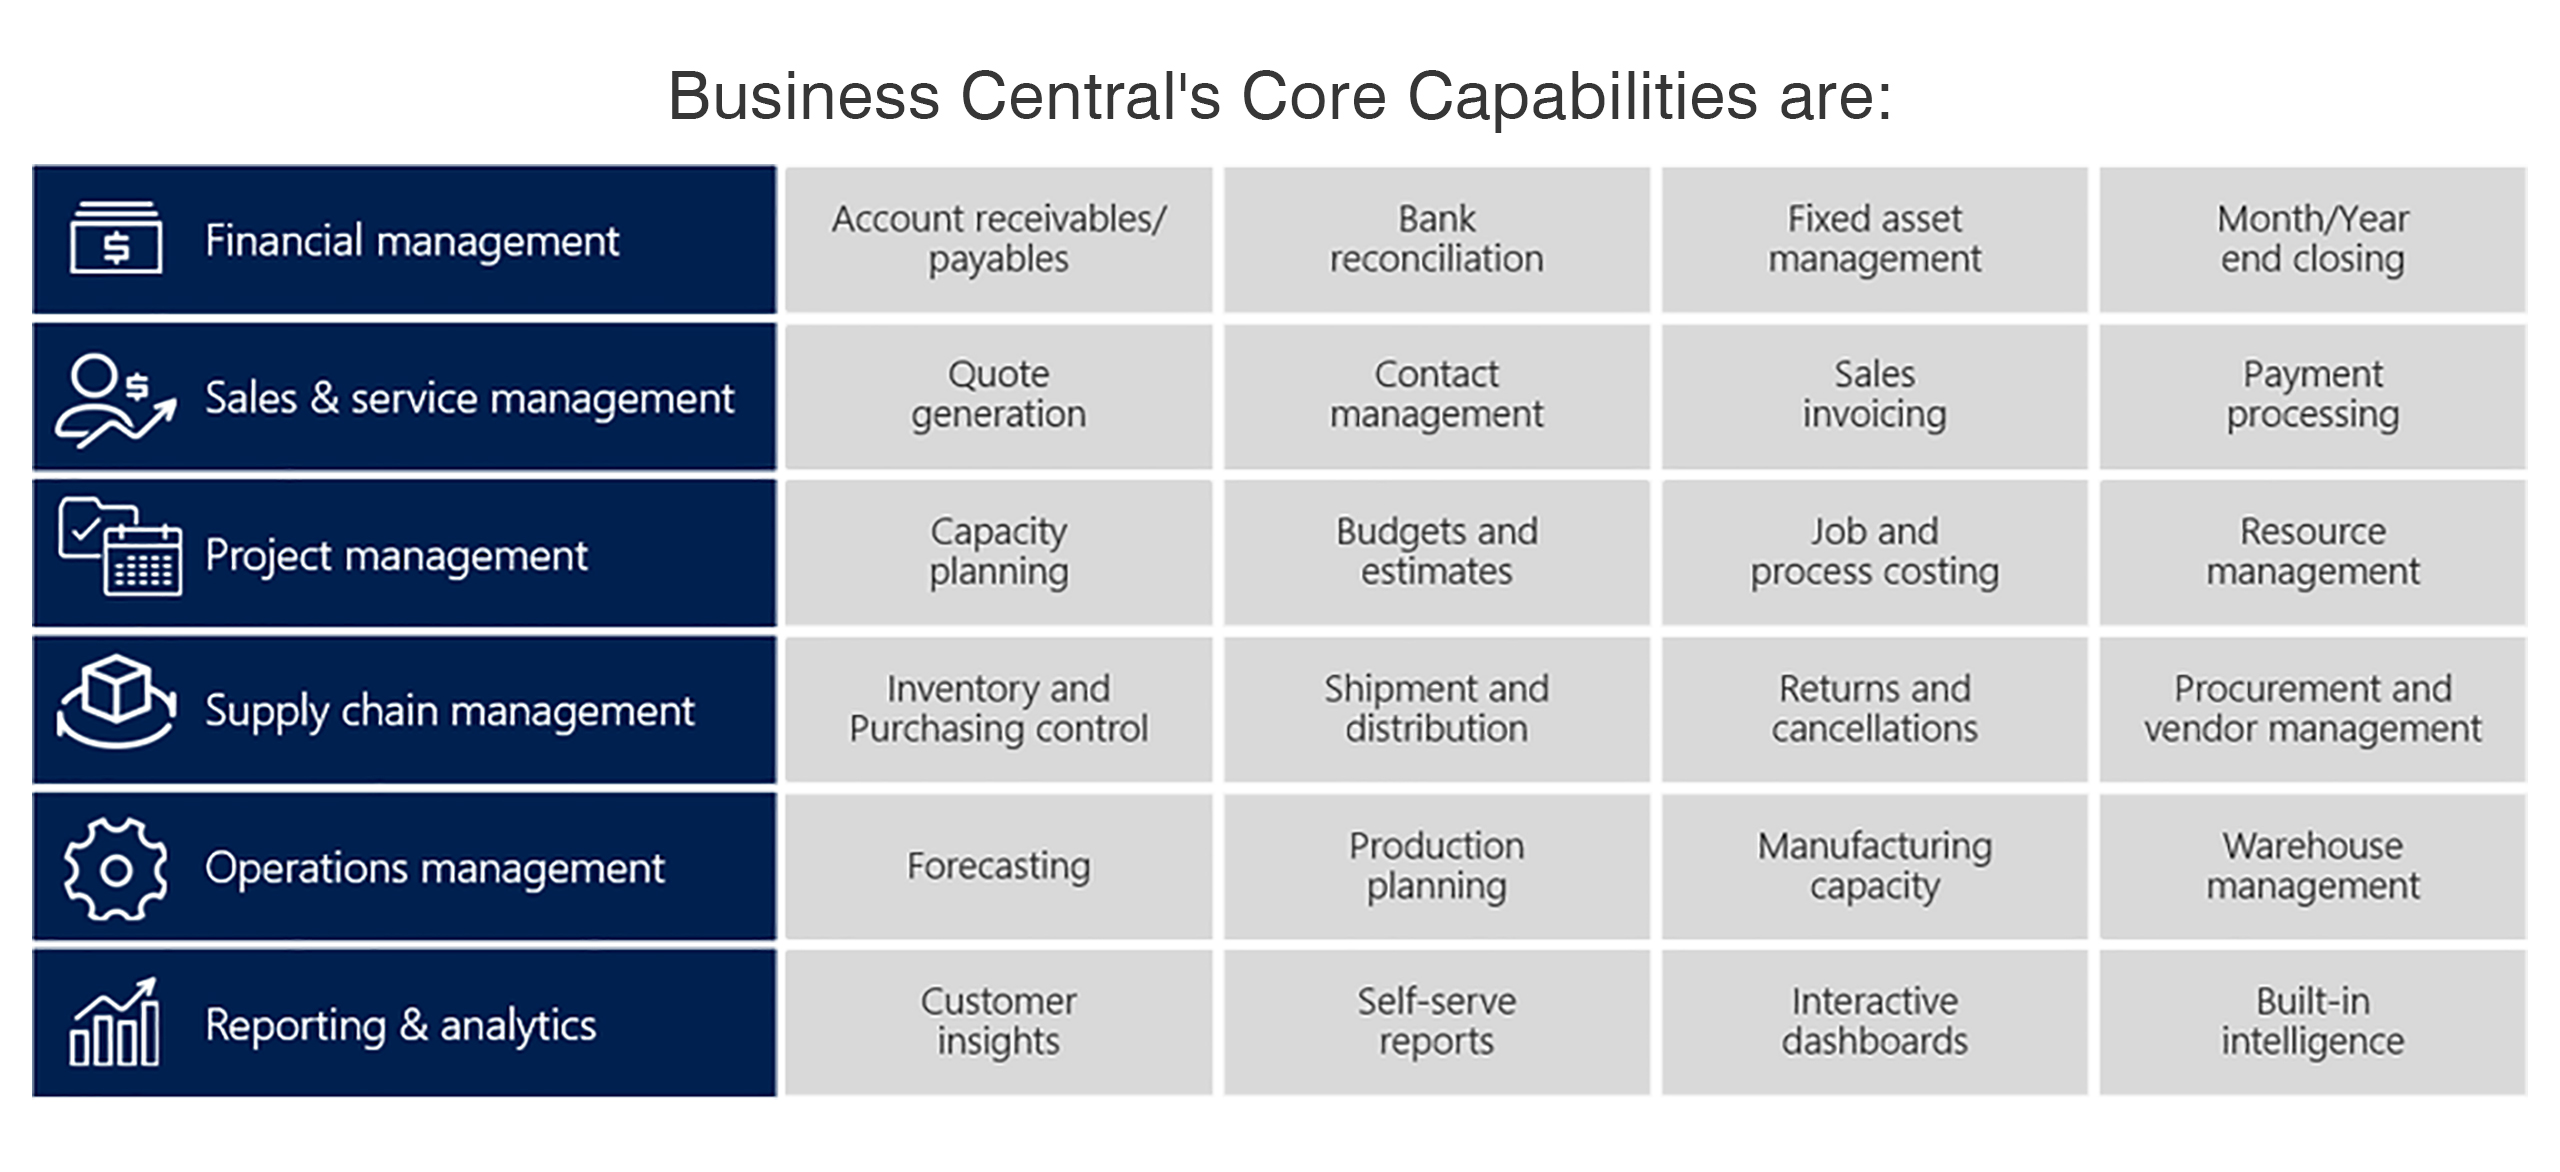 Business Central's Core Capabilities are:
Financial management
Account receivables/
payables
Bank
reconciliation
Fixed asset
management
Month/Year
end closing
Sales & service management
Quote
generation
Contact
management
Sales
invoicing
Payment
processing
Project management
Capacity
planning
Budgets and
estimates
Job and
process costing
Resource
management
Supply chain management
Inventory and
Purchasing control
Shipment and
distribution
Returns and
cancellations
Procurement and
vendor management
Operations management
Forecasting
Production
planning
Manufacturing
capacity
Warehouse
management
Reporting & analytics
Customer
insights
Self-serve
reports
Interactive
dashboards
Built-in
intelligence